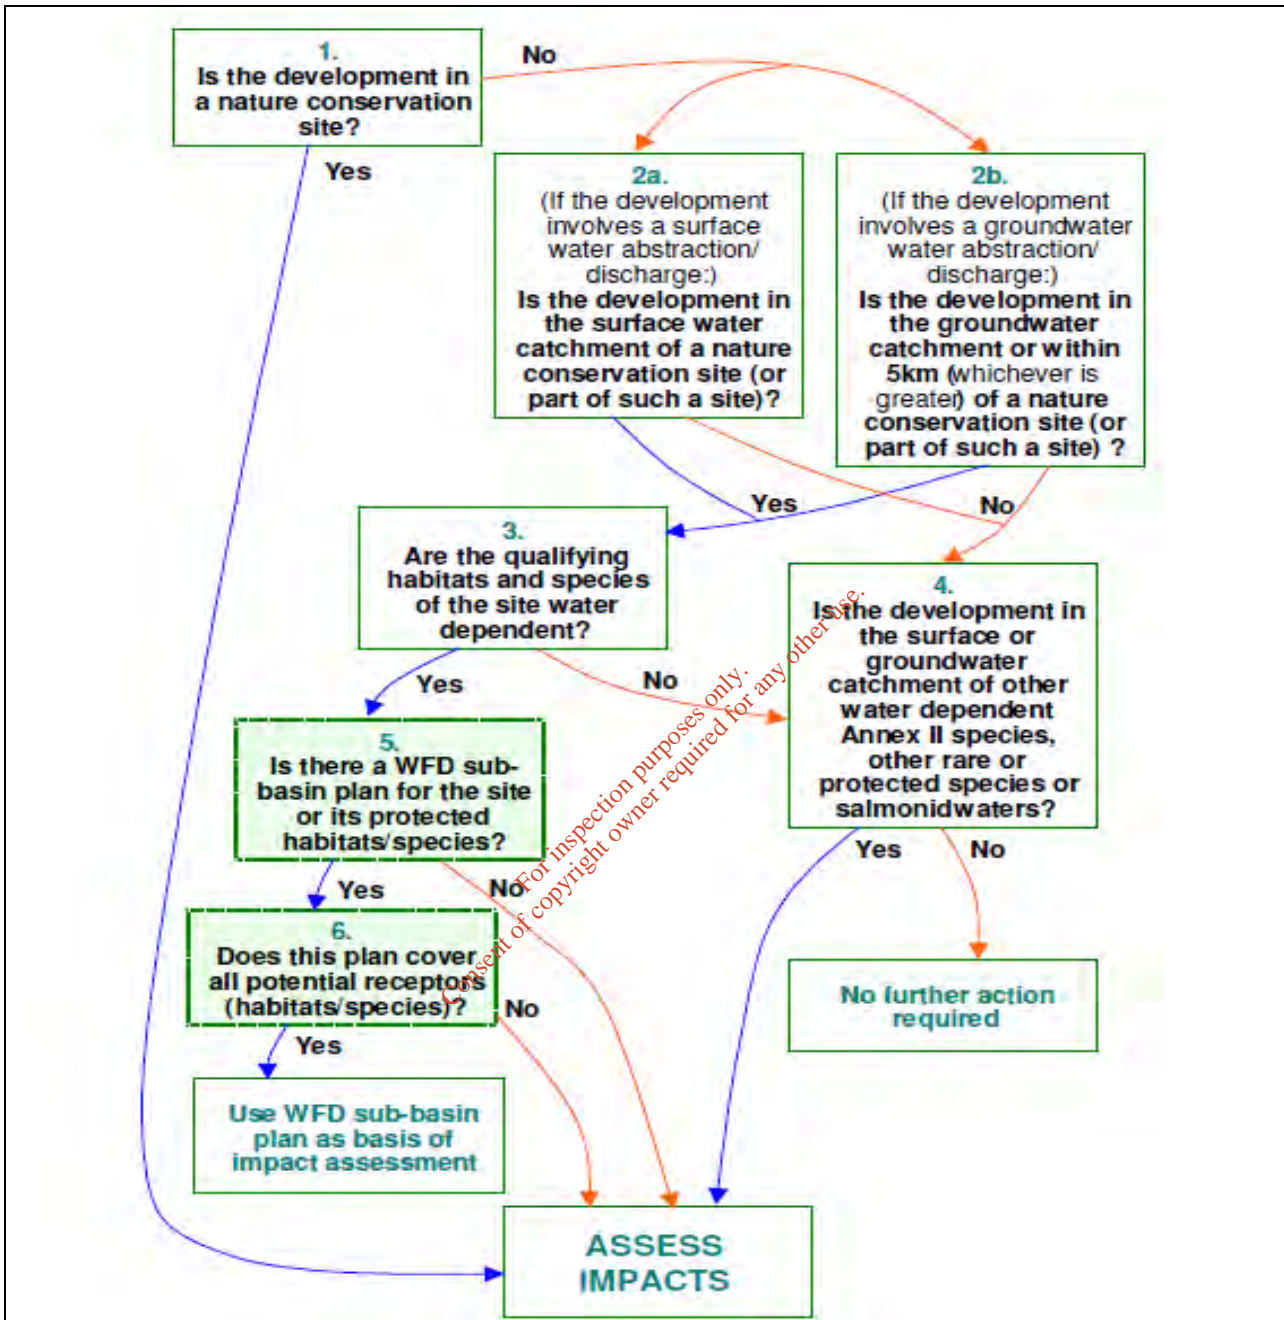 1.
Is the development in
a nature conservation
site?
No
Yes
2a.
(If the development
involves a surface
water abstraction/
discharge:)
Is the development in
the surface water
catchment of a nature
conservation site (or
part of such a site)?
2b.
(If the development
involves a groundwater
water abstraction/
discharge:)
Is the development in
the groundwater
catchment or within
5km (whichever is
greater) of a nature
conservation site (or
part of such a site) ?
Yes
No
3.
Are the qualifying
habitats and species
of the site water
dependent?
Yes
No
4.
Is the development in
the surface or
groundwater
catchment of other
water dependent
Annex II species,
other rare or
protected species or
salmonidwaters?
Yes
No
5.
Is there a WFD sub-
basin plan for the site
or its protected
habitats/species?
Yes
No
6.
Does this plan cover
all potential receptors
(habitats/species)?
Yes
No
No further action
required
Use WFD sub-basin
plan as basis of
impact assessment
ASSESS
IMPACTS
For inspection purposes only.
Consent of copyright owner required for any other use.